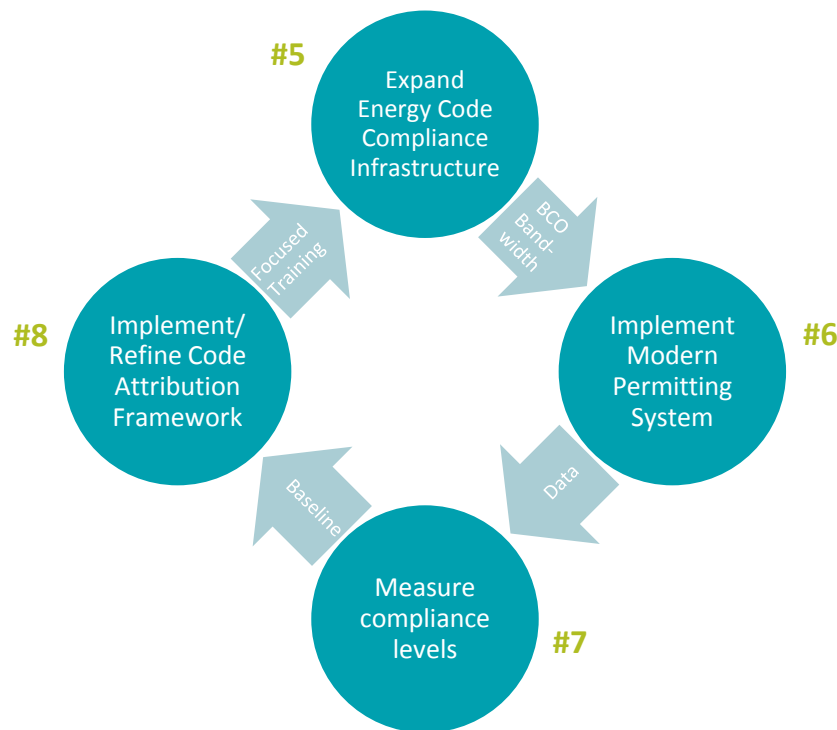 #5
Expand
Energy Code
Compliance
Infrastructure
BCO
Band-
width
#6
Implement
Modern
Permitting
System
Data
#7
Measure
compliance
levels
Baseline
#8
Implement/
Refine Code
Attribution
Framework
Focused
Training